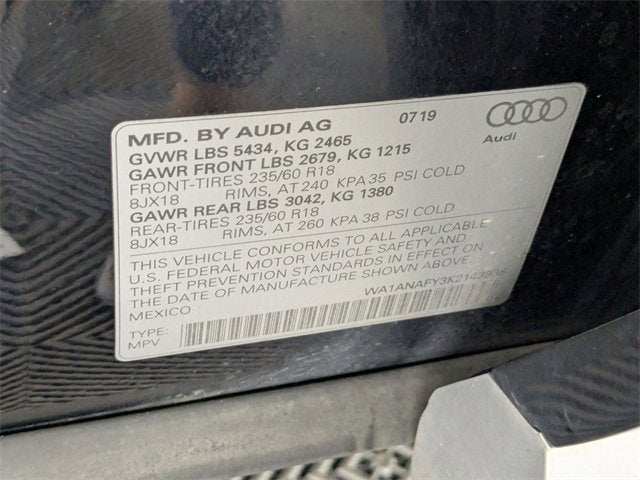 MFD. BY AUDI AG 0719
Audi
GVWR LBS 5434, KG 2465
GAWR FRONT LBS 2679, KG 1215
FRONT-TIRES 235/60 R18
8JX18 RIMS, AT 240 KPA 35 PSI COLD
GAWR REAR LBS 3042, KG 1380
REAR-TIRES 235/60 R18
8JX18 RIMS, AT 260 KPA 38 PSI COLD
THIS VEHICLE CONFORMS TO ALL APPLICABLE
U.S. FEDERAL MOTOR VEHICLE SAFETY AND
THEFT PREVENTION STANDARDS IN EFFECT ON
THE DATE OF MANUFACTURE SHOWN ABOVE.
MEXICO
TYPE:
MPV